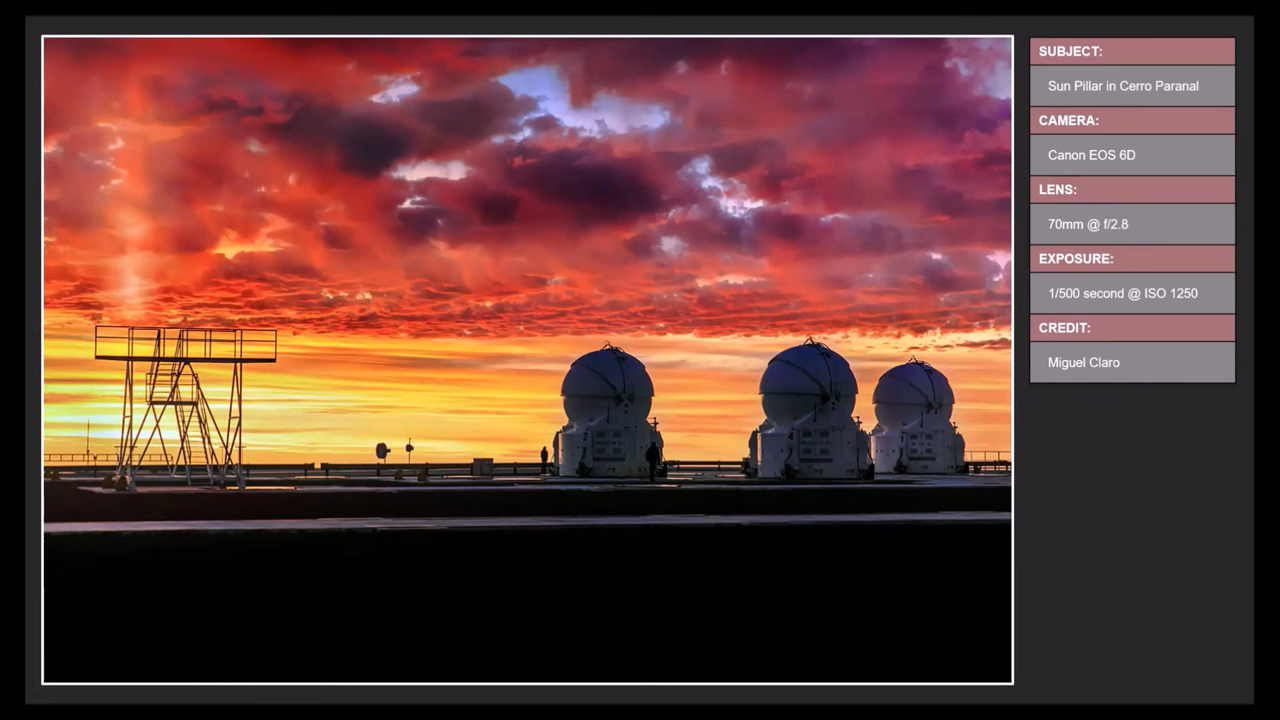 SUBJECT:
Sun Pillar in Cerro Paranal
CAMERA:
Canon EOS 6D
LENS:
70mm @ f/2.8
EXPOSURE:
1/500 second @ ISO 1250
CREDIT:
Miguel Claro